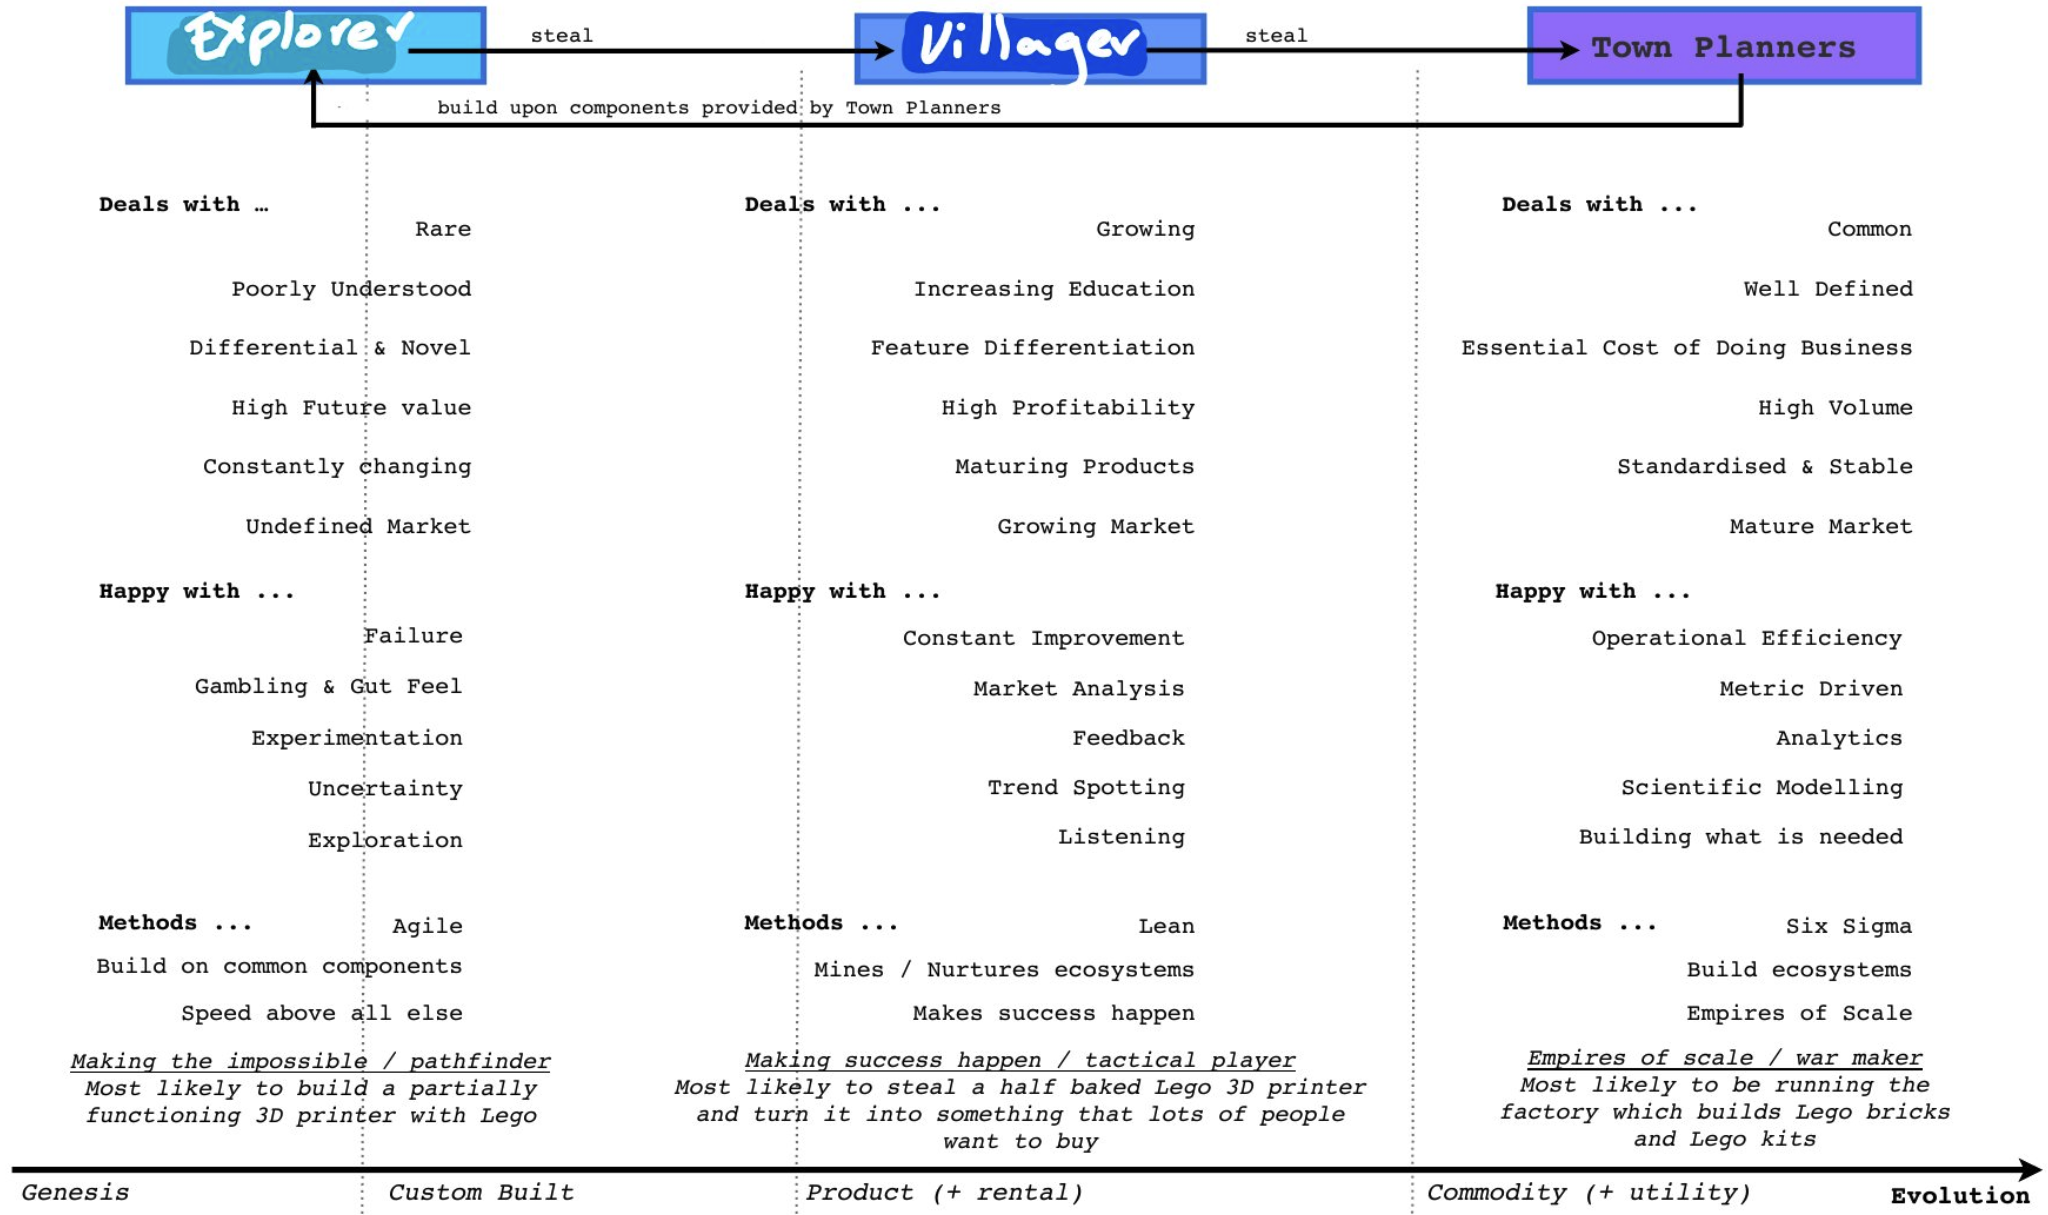 Explorer
steal
Villager
steal
Town Planners
build upon components provided by Town Planners
Deals with …
Rare
Poorly Understood
Differential & Novel
High Future value
Constantly changing
Undefined Market
Happy with ...
Failure
Gambling & Gut Feel
Experimentation
Uncertainty
Exploration
Methods ...
Agile
Build on common components
Speed above all else
Making the impossible / pathfinder
Most likely to build a partially
functioning 3D printer with Lego
Deals with ...
Growing
Increasing Education
Feature Differentiation
High Profitability
Maturing Products
Growing Market
Happy with ...
Constant Improvement
Market Analysis
Feedback
Trend Spotting
Listening
Methods ...
Lean
Mines / Nurtures ecosystems
Makes success happen
Making success happen / tactical player
Most likely to steal a half baked Lego 3D printer
and turn it into something that lots of people
want to buy
Deals with ...
Common
Well Defined
Essential Cost of Doing Business
High Volume
Standardised & Stable
Mature Market
Happy with ...
Operational Efficiency
Metric Driven
Analytics
Scientific Modelling
Building what is needed
Methods ...
Six Sigma
Build ecosystems
Empires of Scale
Empires of scale / war maker
Most likely to be running the
factory which builds Lego bricks
and Lego kits
Genesis
Custom Built
Product (+ rental)
Commodity (+ utility)
Evolution